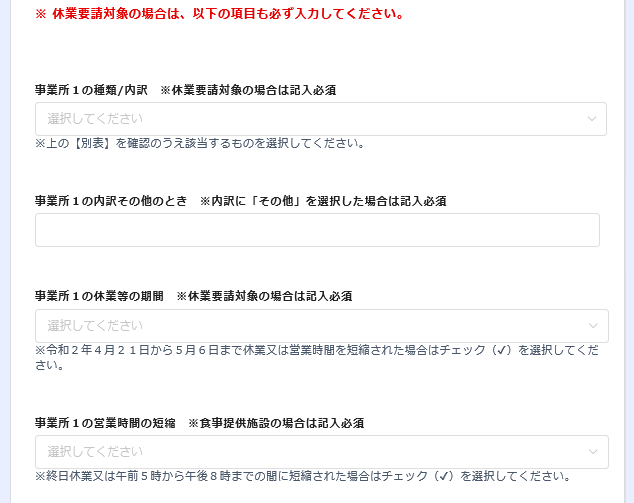 ※ 休業要請対象の場合は、以下の項目も必ず入力してください。
事業所１の種類/内訳　※休業要請対象の場合は記入必須
選択してください
※上の【別表】を確認のうえ該当するものを選択してください。
事業所１の内訳その他のとき　※内訳に「その他」を選択した場合は記入必須
事業所１の休業等の期間　※休業要請対象の場合は記入必須
選択してください
※令和２年４月２１日から５月６日まで休業又は営業時間を短縮された場合はチェック（✓）を選択してくだ
さい。
事業所１の営業時間の短縮　※食事提供施設の場合は記入必須
選択してください
※終日休業又は午前５時から午後８時までの間に短縮された場合はチェック（✓）を選択してください。